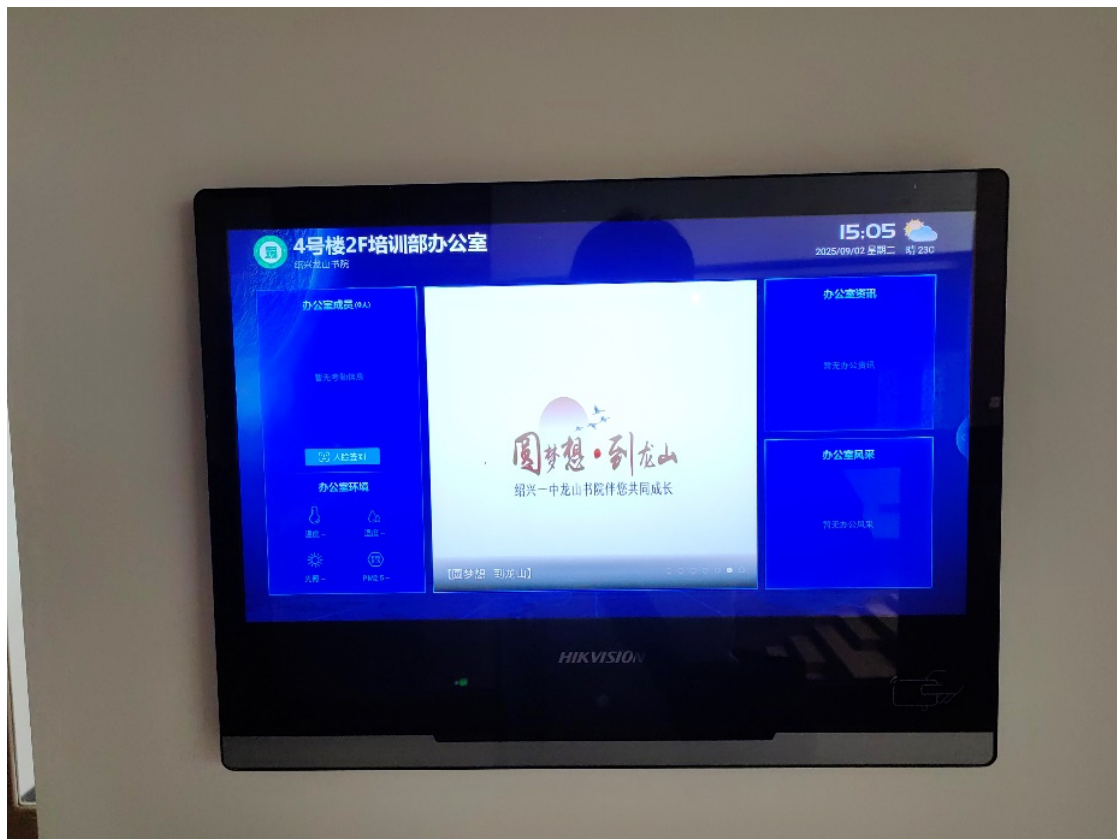 4号楼2F培训部办公室
绍兴龙山书院
15:05
2025/09/02 星期二 晴 23C
办公室成员(0人)
暂无考勤信息
人脸签到
办公室环境
温度 --
湿度 --
光照 --
PM2.5 --
圆梦想·到龙山
绍兴一中龙山书院伴您共同成长
【圆梦想 到龙山】
办公室资讯
暂无办公资讯
办公室风采
暂无办公风采
HIKVISION